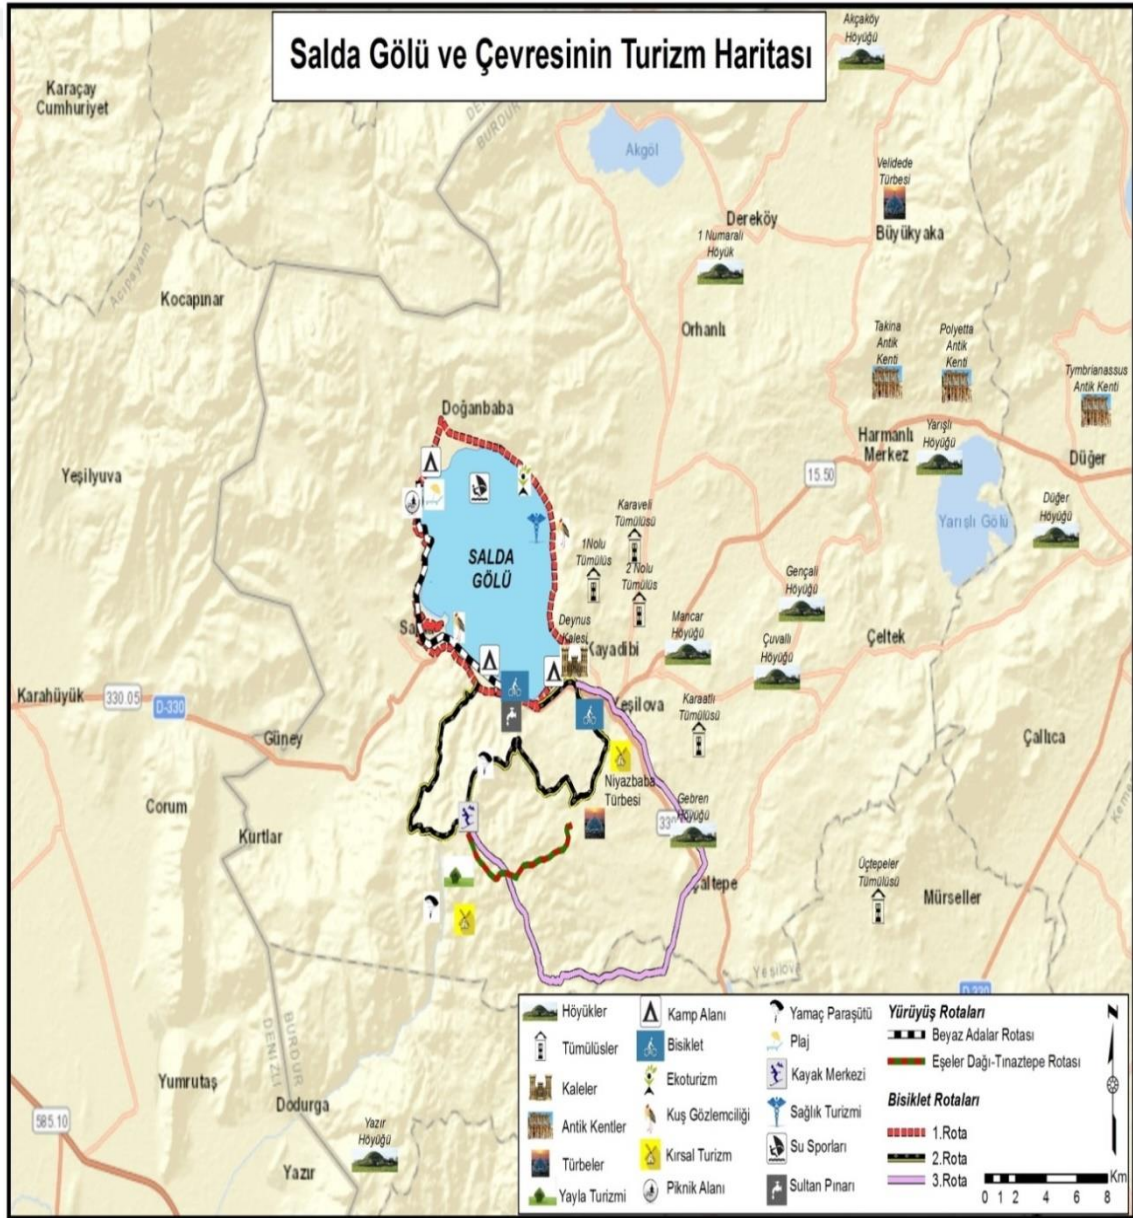 Salda Gölü ve Çevresinin Turizm Haritası
Akçaköy
Höyüğü
Karaçay
Cumhuriyet
BURDUR
Akgöl
Velidede
Türbesi
Büyükyaka
Dereköy
1 Numaralı
Höyük
Acıpayam
Kocapınar
Orhanlı
Takina
Antik
Kenti
Polyetta
Antik
Kenti
Tymbrianassus
Antik Kenti
Doğanbaba
Harmanlı
Merkez
Yarışlı
Höyüğü
Düğer
Yeşilyuva
15.50
Düğer
Höyüğü
Yarışlı Gölü
Karaveli
Tümülüsü
1Nolu
Tümülüs
2 Nolu
Tümülüs
SALDA
GÖLÜ
Gençali
Höyüğü
Deynus
Kalesi
Kayadibi
Mancar
Höyüğü
Çuvallı
Höyüğü
Çeltek
Karahüyük
330.05
D-330
Güney
Yeşilova
Karaatlı
Tümülüsü
Çallıca
Niyazbaba
Türbesi
Gebren
Höyüğü
Corum
Kurtlar
Üçtepeler
Tümülüsü
Mürseller
Yeşilova
D-330
BURDUR
DENİZLİ
Yumrutaş
Dodurga
585.10
Yazır
Höyüğü
Yazır
Höyükler
Tümülüsler
Kaleler
Antik Kentler
Türbeler
Yayla Turizmi
Kamp Alanı
Bisiklet
Ekoturizm
Kuş Gözlemciliği
Kırsal Turizm
Piknik Alanı
Yamaç Paraşütü
Plaj
Kayak Merkezi
Sağlık Turizmi
Su Sporları
Sultan Pınarı
Yürüyüş Rotaları
Beyaz Adalar Rotası
Eşeler Dağı-Tınaztepe Rotası
Bisiklet Rotaları
1.Rota
2.Rota
3.Rota
N
Km
0 1 2 4 6 8